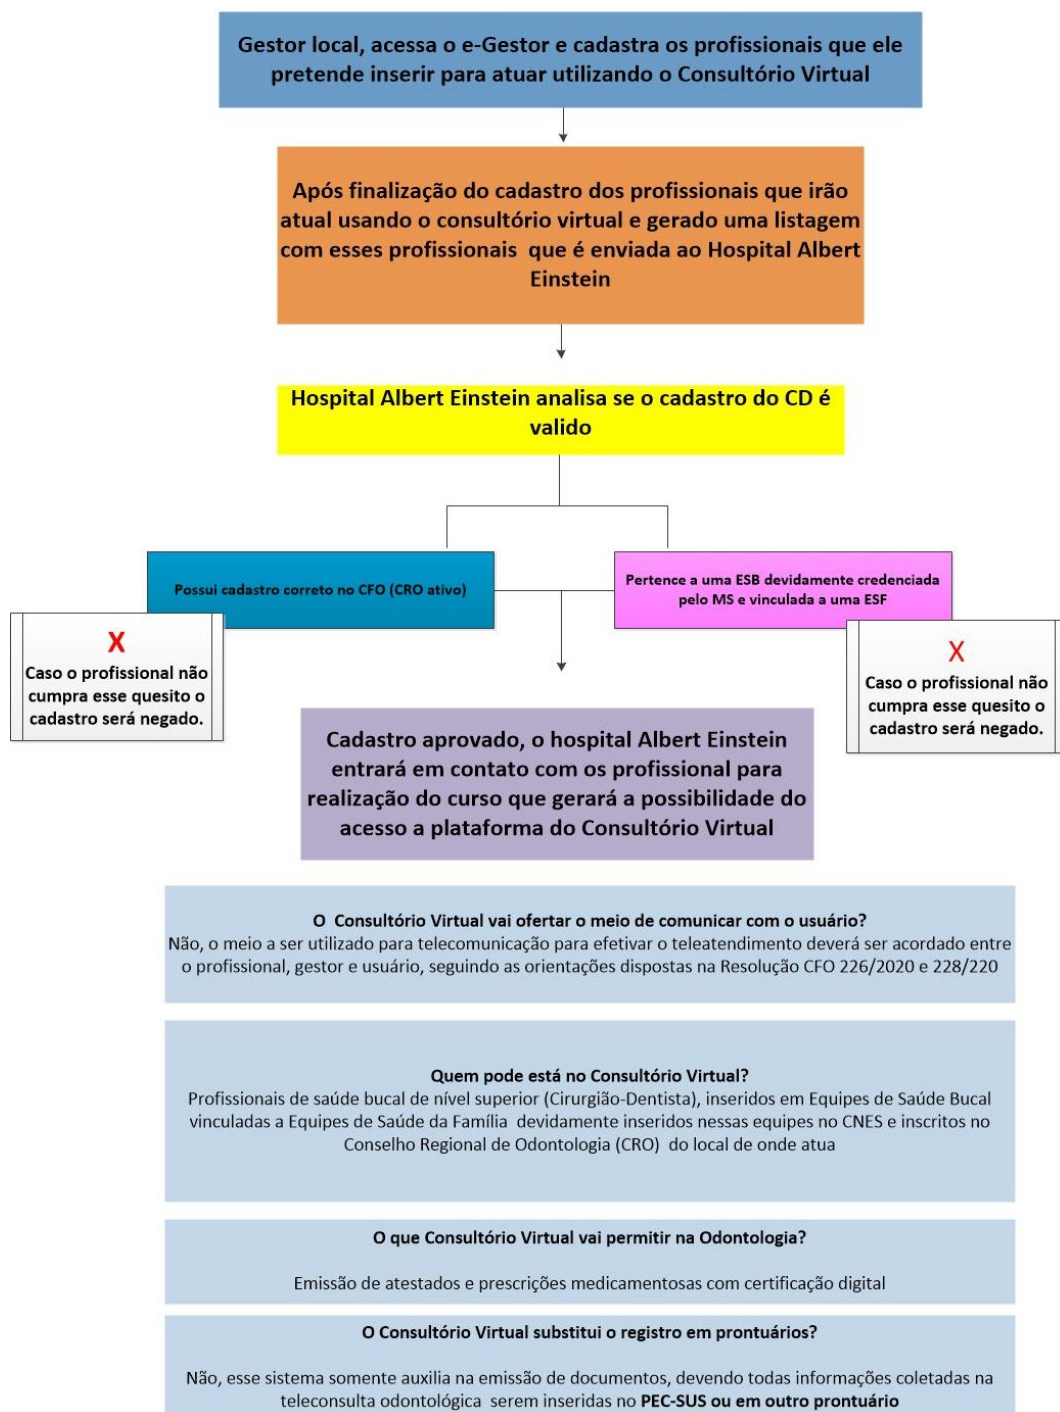 Gestor local, acessa o e-Gestor e cadastra os profissionais que ele
pretende inserir para atuar utilizando o Consultório Virtual
Após finalização do cadastro dos profissionais que irão
atual usando o consultório virtual e gerado uma listagem
com esses profissionais que é enviada ao Hospital Albert
Einstein
Hospital Albert Einstein analisa se o cadastro do CD é
valido
Possui cadastro correto no CFO (CRO ativo)
Pertence a uma ESB devidamente credenciada
pelo MS e vinculada a uma ESF
X
Caso o profissional não
cumpra esse quesito o
cadastro será negado.
X
Caso o profissional não
cumpra esse quesito o
cadastro será negado.
Cadastro aprovado, o hospital Albert Einstein
entrará em contato com os profissional para
realização do curso que gerará a possibilidade do
acesso a plataforma do Consultório Virtual
O Consultório Virtual vai ofertar o meio de comunicar com o usuário?
Não, o meio a ser utilizado para telecomunicação para efetivar o teleatendimento deverá ser acordado entre
o profissional, gestor e usuário, seguindo as orientações dispostas na Resolução CFO 226/2020 e 228/220
Quem pode está no Consultório Virtual?
Profissionais de saúde bucal de nível superior (Cirurgião-Dentista), inseridos em Equipes de Saúde Bucal
vinculadas a Equipes de Saúde da Família devidamente inseridos nessas equipes no CNES e inscritos no
Conselho Regional de Odontologia (CRO) do local de onde atua
O que Consultório Virtual vai permitir na Odontologia?
Emissão de atestados e prescrições medicamentosas com certificação digital
O Consultório Virtual substitui o registro em prontuários?
Não, esse sistema somente auxilia na emissão de documentos, devendo todas informações coletadas na
teleconsulta odontológica serem inseridas no PEC-SUS ou em outro prontuário